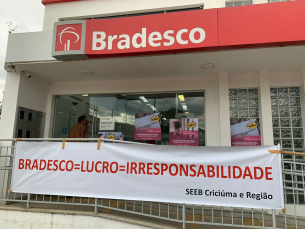 Bradesco
BRADESCO=LUCRO=IRRESPONSABILIDADE
SEEB Criciúma e Região